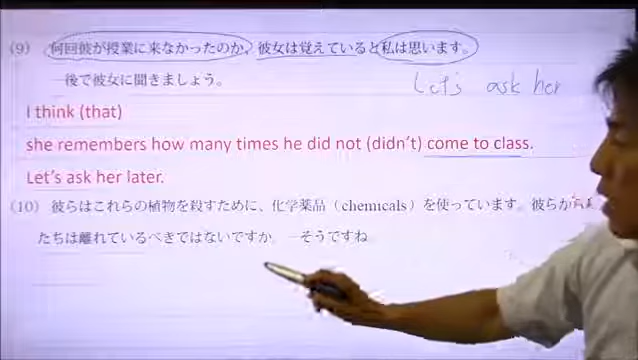 (9) 何回彼が授業に来なかったのか、彼女は覚えていると私は思います。
—後で彼女に聞きましょう。
Let's ask her
I think (that)
she remembers how many times he did not (didn't) come to class.
Let's ask her later.
(10) 彼らはこれらの植物を殺すために、化学薬品（chemicals）を使っています。彼らか
たちは離れているべきではないですか。—そうですね